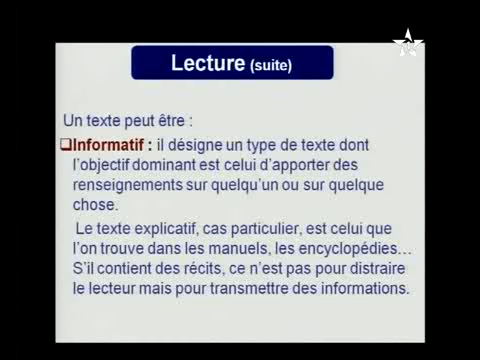 Lecture (suite)
Un texte peut être :
❑Informatif : il désigne un type de texte dont
l'objectif dominant est celui d'apporter des
renseignements sur quelqu'un ou sur quelque
chose.
Le texte explicatif, cas particulier, est celui que
l'on trouve dans les manuels, les encyclopédies…
S'il contient des récits, ce n'est pas pour distraire
le lecteur mais pour transmettre des informations.